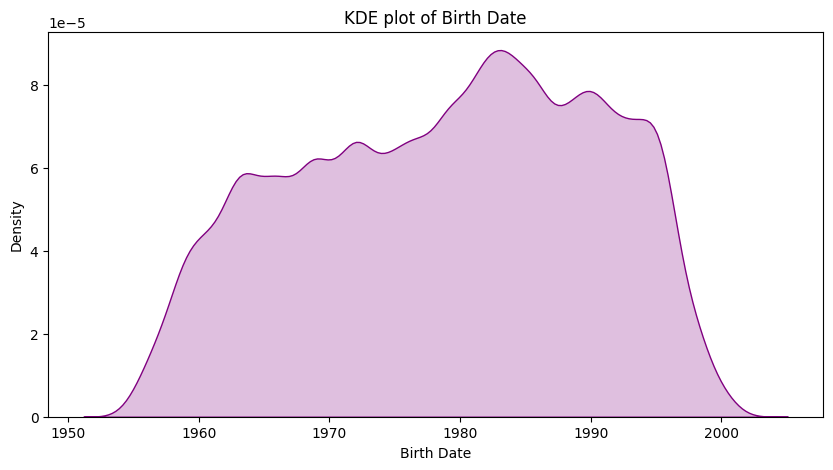 KDE plot of Birth Date
1e−5
8
6
4
2
0
Density
1950 1960 1970 1980 1990 2000
Birth Date